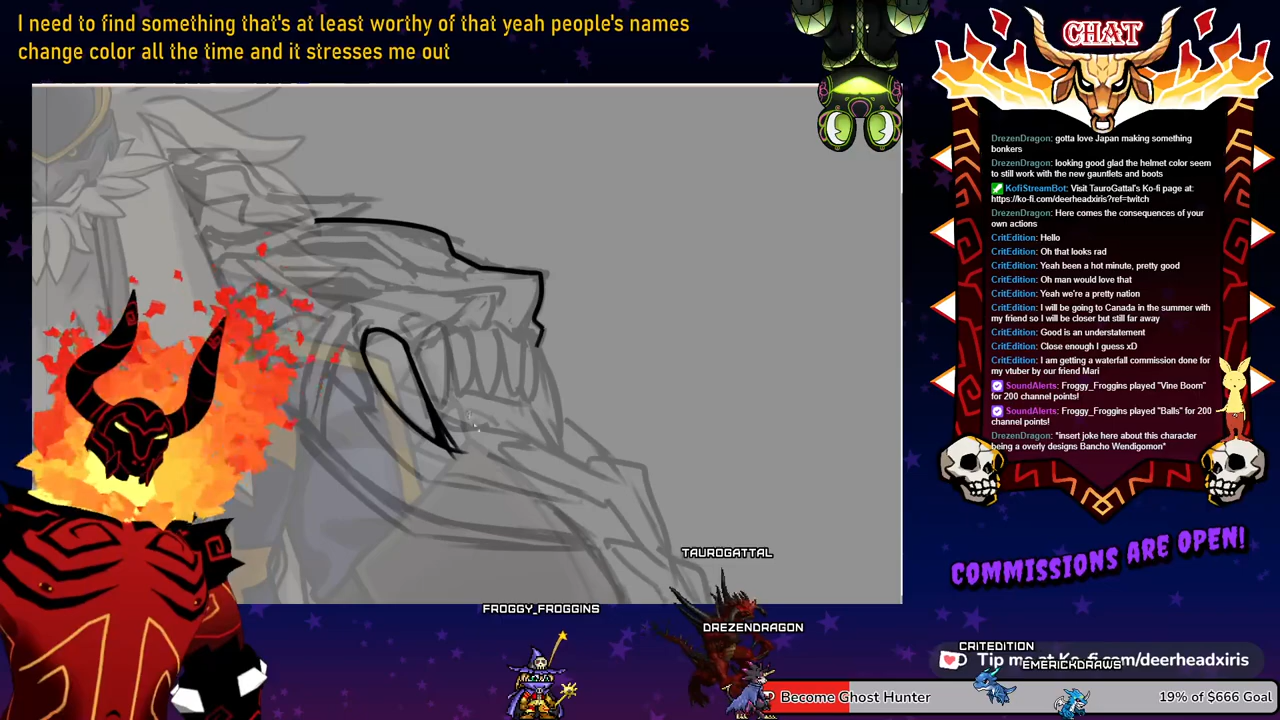 I need to find something that's at least worthy of that yeah people's names
change color all the time and it stresses me out
CHAT
DrezenDragon: gotta love Japan making something
bonkers
DrezenDragon: looking good glad the helmet color seem
to still work with the new gauntlets and boots
KofiStreamBot: Visit TauroGattal's Ko-fi page at:
https://ko-fi.com/deerheadxiris?ref=twitch
DrezenDragon: Here comes the consequences of your
own actions
CritEdition: Hello
CritEdition: Oh that looks rad
CritEdition: Yeah been a hot minute, pretty good
CritEdition: Oh man would love that
CritEdition: Yeah we're a pretty nation
CritEdition: I will be going to Canada in the summer with
my friend so I will be closer but still far away
CritEdition: Good is an understatement
CritEdition: Close enough I guess xD
CritEdition: I am getting a waterfall commission done for
my vtuber by our friend Mari
SoundAlerts: Froggy_Froggins played "Vine Boom"
for 200 channel points!
SoundAlerts: Froggy_Froggins played "Balls" for 200
channel points!
DrezenDragon: *insert joke here about this character
being a overly designs Bancho Wendigomon*
COMMISSIONS ARE OPEN!
TAUROGATTAL
FROGGY_FROGGINS
DREZENDRAGON
CRITEDITION
EMERICKDRAWS
Tip me at Ko-fi.com/deerheadxiris
Become Ghost Hunter
19% of $666 Goal